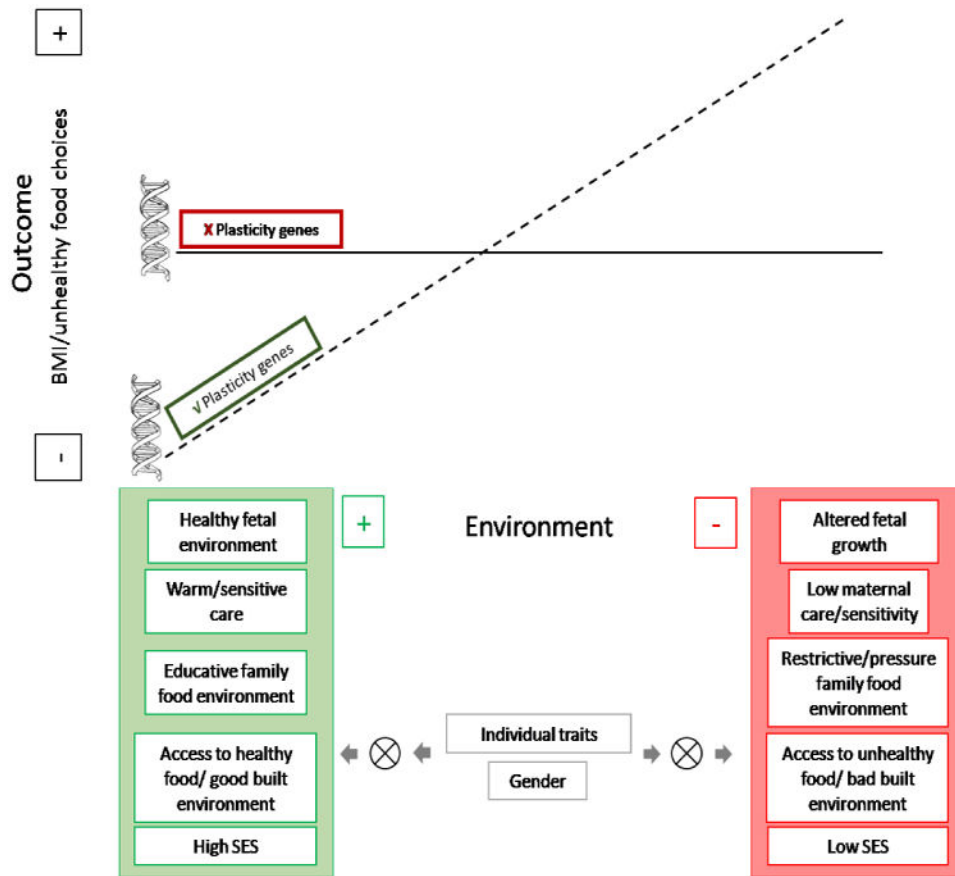 +
Outcome
BMI/unhealthy food choices
-
X Plasticity genes
√ Plasticity genes
+
Environment
-
Healthy fetal
environment
Warm/sensitive
care
Educative family
food environment
Access to healthy
food/ good built
environment
High SES
Individual traits
Gender
Altered fetal
growth
Low maternal
care/sensitivity
Restrictive/pressure
family food
environment
Access to unhealthy
food/ bad built
environment
Low SES